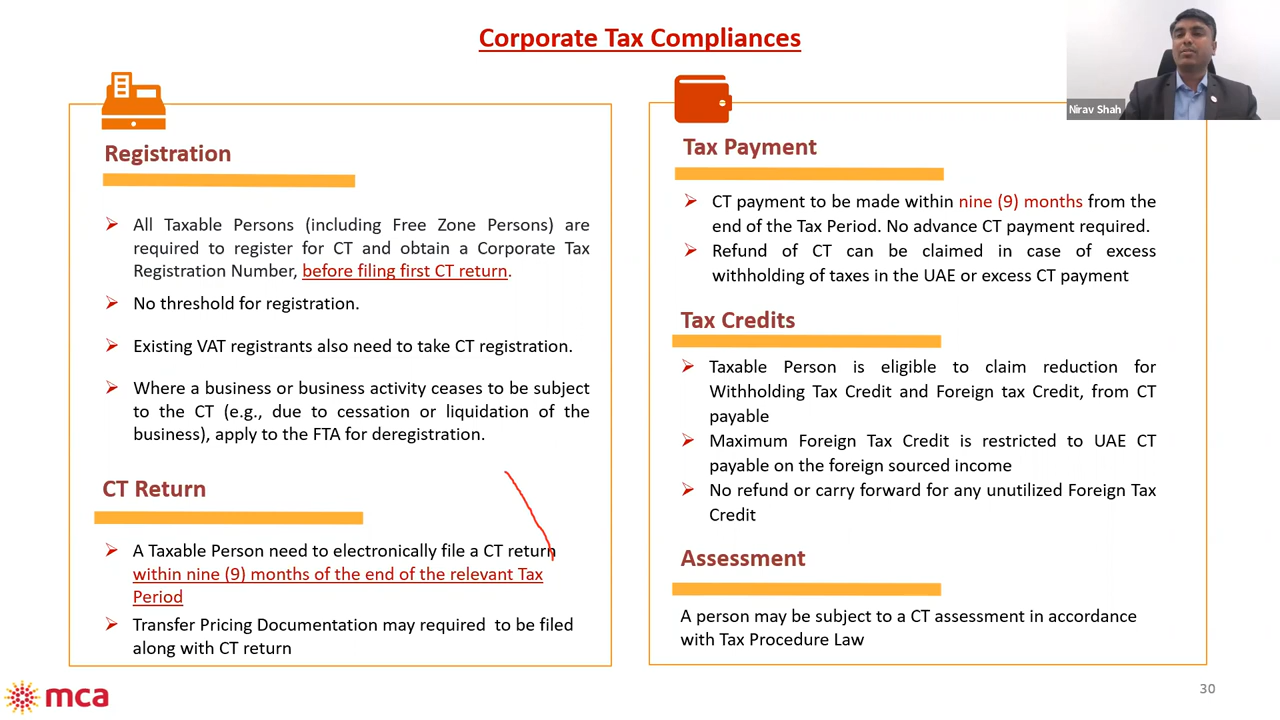 Corporate Tax Compliances
Nirav Shah
Registration
➢ All Taxable Persons (including Free Zone Persons) are
required to register for CT and obtain a Corporate Tax
Registration Number, before filing first CT return.
➢ No threshold for registration.
➢ Existing VAT registrants also need to take CT registration.
➢ Where a business or business activity ceases to be subject
to the CT (e.g., due to cessation or liquidation of the
business), apply to the FTA for deregistration.
CT Return
➢ A Taxable Person need to electronically file a CT return
within nine (9) months of the end of the relevant Tax
Period
➢ Transfer Pricing Documentation may required to be filed
along with CT return
Tax Payment
➢ CT payment to be made within nine (9) months from the
end of the Tax Period. No advance CT payment required.
➢ Refund of CT can be claimed in case of excess
withholding of taxes in the UAE or excess CT payment
Tax Credits
➢ Taxable Person is eligible to claim reduction for
Withholding Tax Credit and Foreign tax Credit, from CT
payable
➢ Maximum Foreign Tax Credit is restricted to UAE CT
payable on the foreign sourced income
➢ No refund or carry forward for any unutilized Foreign Tax
Credit
Assessment
A person may be subject to a CT assessment in accordance
with Tax Procedure Law
mca
30